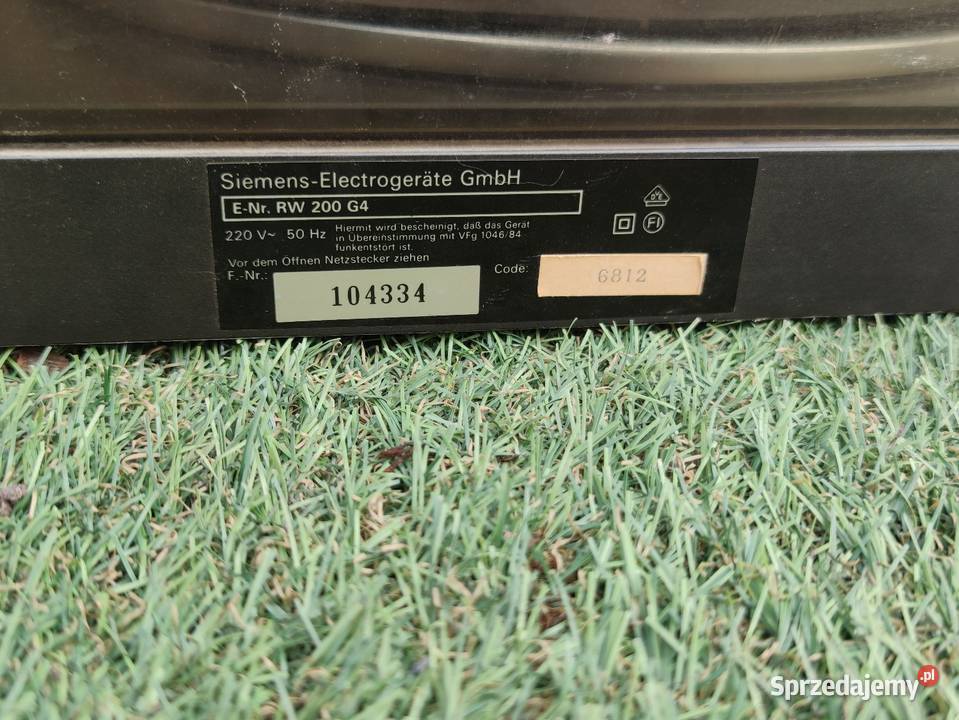 Siemens-Electrogeräte GmbH
E-Nr. RW 200 G4
220 V~ 50 Hz
Hiermit wird bescheinigt, daß das Gerät
in Übereinstimmung mit VFg 1046/84
funkentstört ist.
Vor dem Öffnen Netzstecker ziehen
F.-Nr.: 104334
Code: 6812
FI
Sprzedajemy.pl